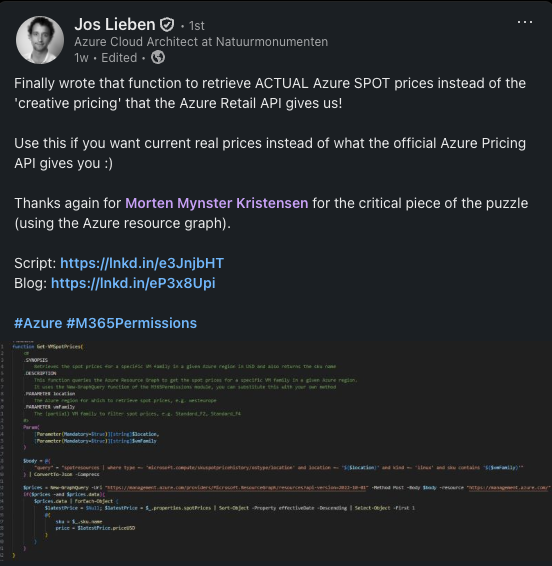 Jos Lieben • 1st
Azure Cloud Architect at Natuurmonumenten
1w • Edited •
Finally wrote that function to retrieve ACTUAL Azure SPOT prices instead of the
'creative pricing' that the Azure Retail API gives us!
Use this if you want current real prices instead of what the official Azure Pricing
API gives you :)
Thanks again for Morten Mynster Kristensen for the critical piece of the puzzle
(using the Azure resource graph).
Script: https://lnkd.in/e3JnjbHT
Blog: https://lnkd.in/eP3x8Upi
#Azure #M365Permissions
function Get-VMSpotPrices{
<#
.SYNOPSIS
Retrieves the spot prices for a specific VM Family in a given Azure region in USD and also returns the sku name
.DESCRIPTION
This function queries the Azure Resource Graph to get the spot prices for a specific VM family in a given Azure region.
It uses the New-GraphQuery function of the M365Permissions module, you can substitute this with your own method
.PARAMETER location
The Azure region for which to retrieve spot prices, e.g. westeurope
.PARAMETER vmFamily
The (partial) VM family to filter spot prices, e.g. Standard_F2, Standard_F4
#>
Param(
[Parameter(Mandatory=$true)][string]$location,
[Parameter(Mandatory=$true)][string]$vmFamily
)
$body = @{
"query" = "spotresources | where type =~ 'microsoft.compute/skuspotpricehistory/ostype/location' and location =~ '$($location)' and kind =~ 'linux' and sku contains '$($vmFamily)'"
} | ConvertTo-Json -Compress
$prices = New-GraphQuery -Uri "https://management.azure.com/providers/Microsoft.ResourceGraph/resources?api-version=2022-10-01" -Method Post -Body $body -resource "https://management.azure.com/"
if($prices -and $prices.data){
$prices.data | ForEach-Object {
$latestPrice = $Null; $latestPrice = $_.properties.spotPrices | Sort-Object -Property effectiveDate -Descending | Select-Object -First 1
@{
sku = $_.sku.name
price = $latestPrice.priceUSD
}
}
}
}